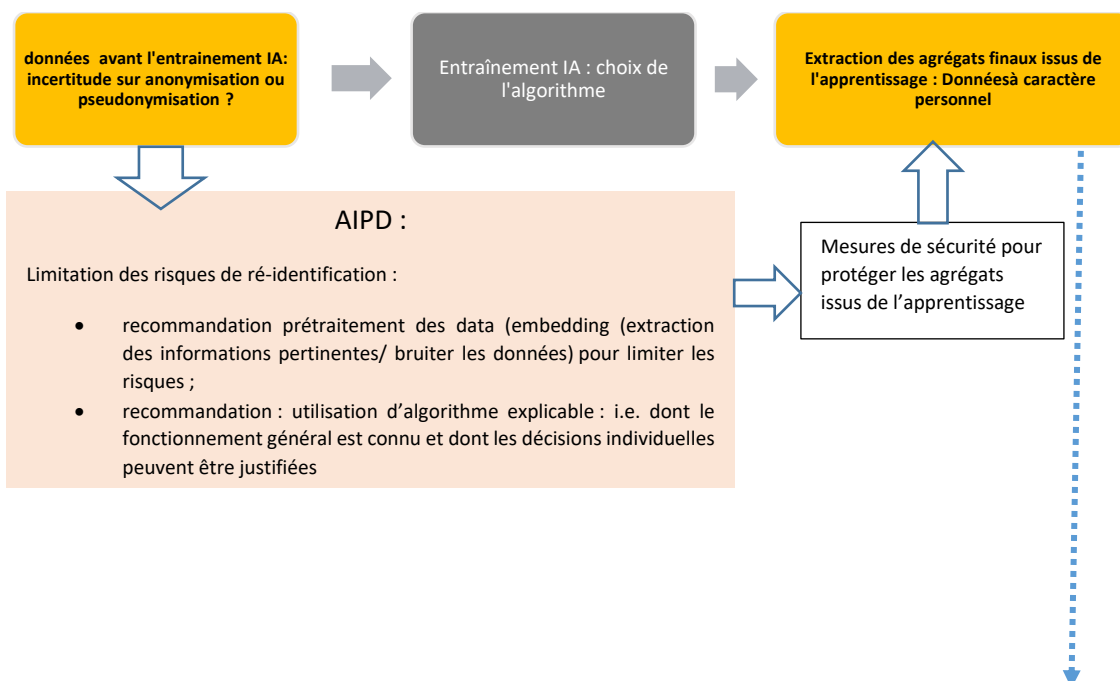 données avant l'entrainement IA:
incertitude sur anonymisation ou
pseudonymisation ?
Entraînement IA : choix de
l'algorithme
Extraction des agrégats finaux issus de
l'apprentissage : Donnéesà caractère
personnel
AIPD :
Limitation des risques de ré-identification :
• recommandation prétraitement des data (embedding (extraction
des informations pertinentes/ bruiter les données) pour limiter les
risques ;
• recommandation : utilisation d’algorithme explicable : i.e. dont le
fonctionnement général est connu et dont les décisions individuelles
peuvent être justifiées
Mesures de sécurité pour
protéger les agrégats
issus de l’apprentissage